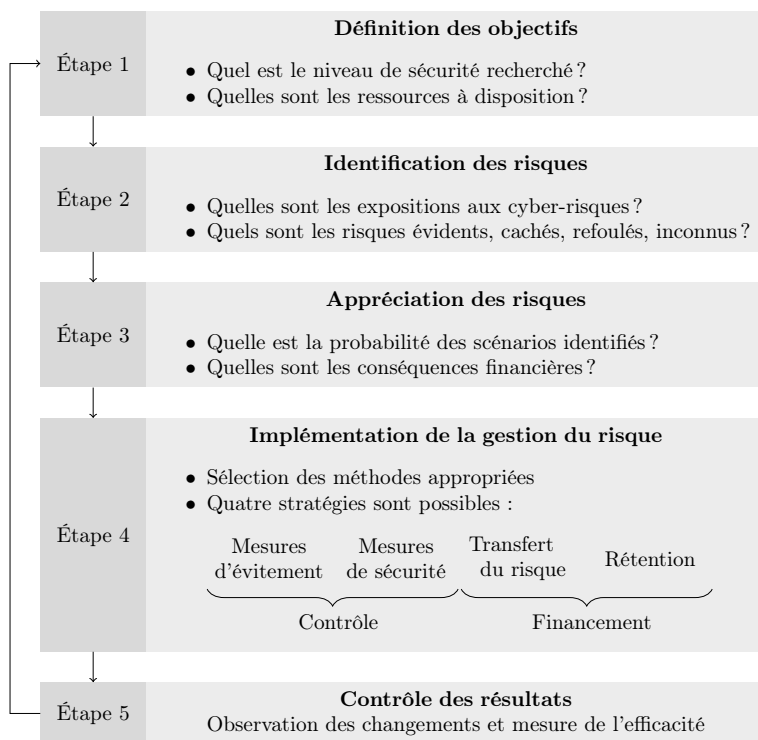 Étape 1
Définition des objectifs
• Quel est le niveau de sécurité recherché ?
• Quelles sont les ressources à disposition ?
Étape 2
Identification des risques
• Quelles sont les expositions aux cyber-risques ?
• Quels sont les risques évidents, cachés, refoulés, inconnus ?
Étape 3
Appréciation des risques
• Quelle est la probabilité des scénarios identifiés ?
• Quelles sont les conséquences financières ?
Étape 4
Implémentation de la gestion du risque
• Sélection des méthodes appropriées
• Quatre stratégies sont possibles :
Mesures
d'évitement
Mesures
de sécurité
Transfert
du risque
Rétention
Contrôle
Financement
Étape 5
Contrôle des résultats
Observation des changements et mesure de l'efficacité